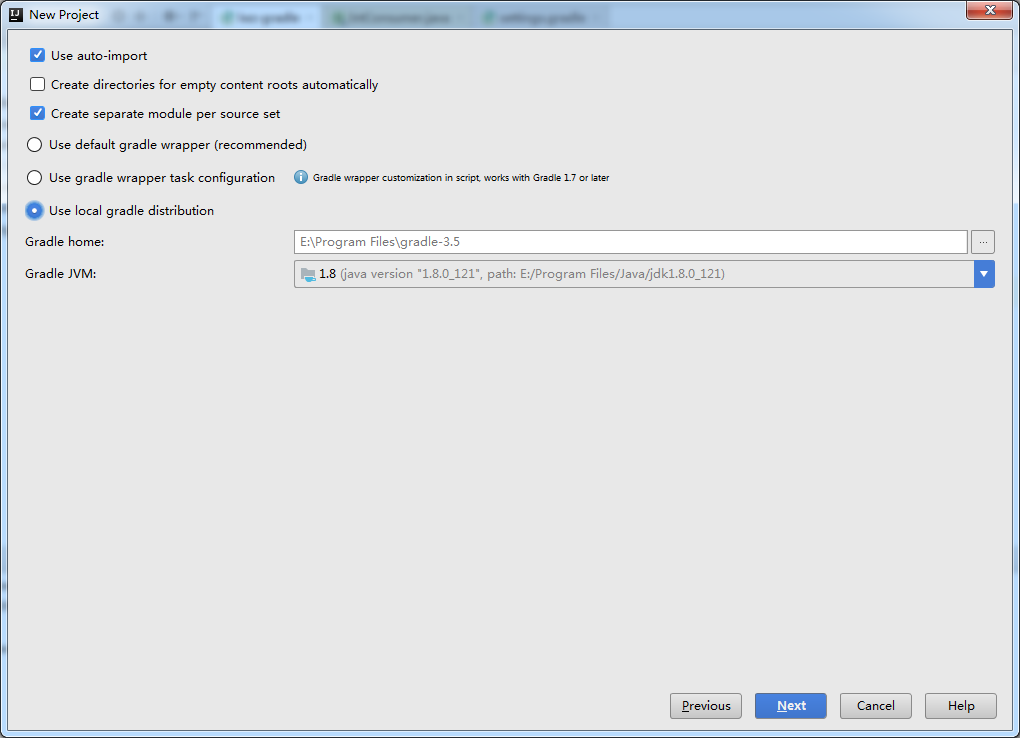 New Project
Use auto-import
Create directories for empty content roots automatically
Create separate module per source set
Use default gradle wrapper (recommended)
Use gradle wrapper task configuration Gradle wrapper customization in script, works with Gradle 1.7 or later
Use local gradle distribution
Gradle home: E:\Program Files\gradle-3.5 ...
Gradle JVM: 1.8 (java version "1.8.0_121", path: E:/Program Files/Java/jdk1.8.0_121)
Previous Next Cancel Help